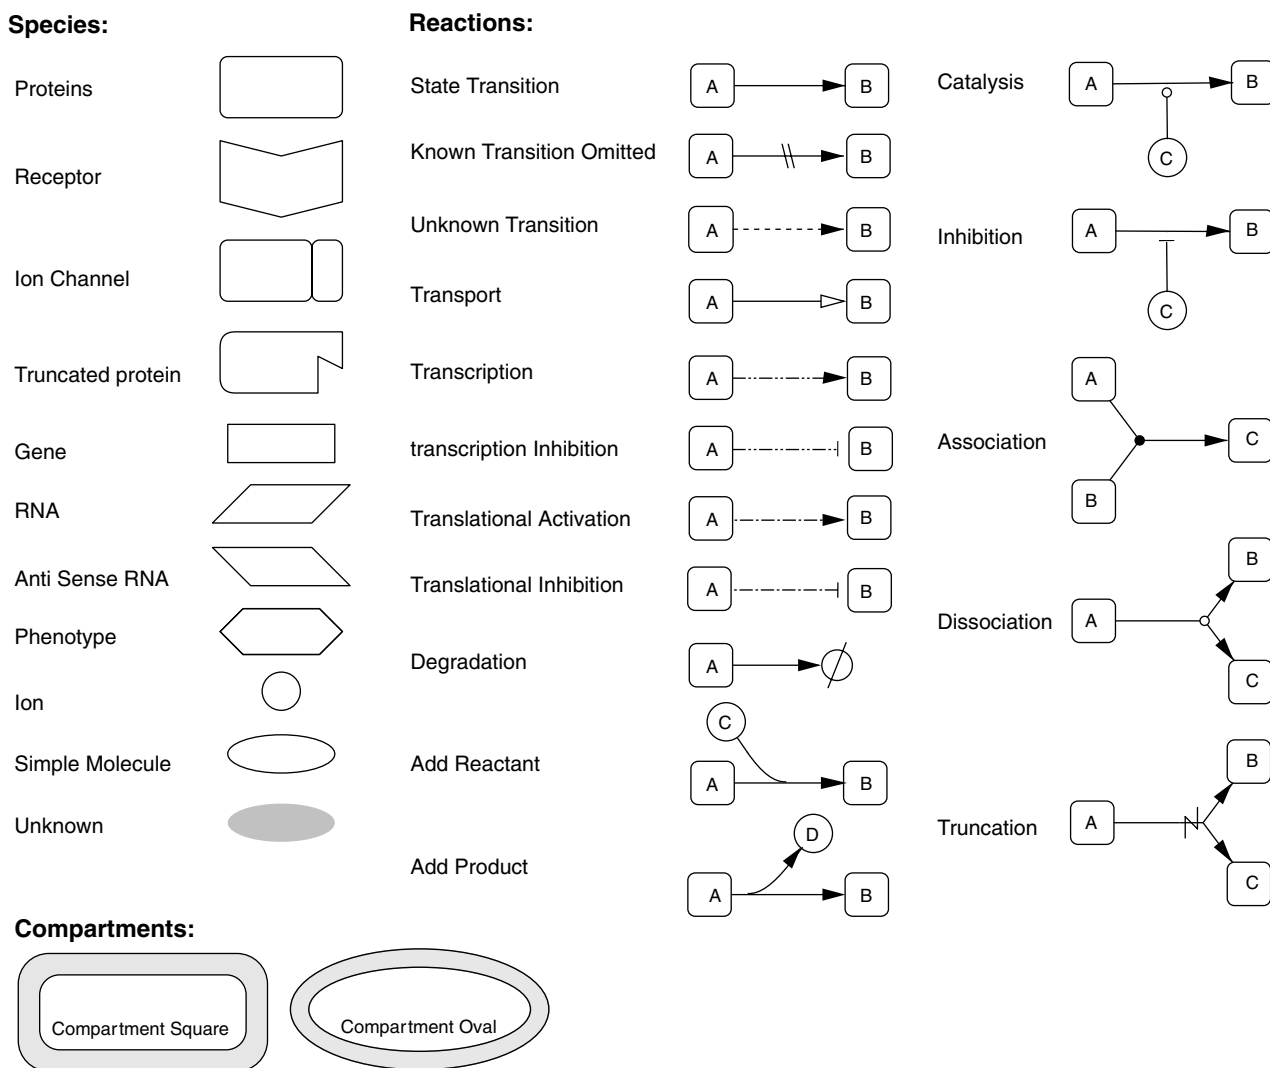 Species:
Proteins
Receptor
Ion Channel
Truncated protein
Gene
RNA
Anti Sense RNA
Phenotype
Ion
Simple Molecule
Unknown
Reactions:
State Transition
A B
Known Transition Omitted
A B
Unknown Transition
A B
Transport
A B
Transcription
A B
transcription Inhibition
A B
Translational Activation
A B
Translational Inhibition
A B
Degradation
A
C
Add Reactant
A B
D
Add Product
A B
Catalysis
A B
C
Inhibition
A B
C
A
Association
C
B
B
Dissociation
A
C
B
Truncation
A
C
Compartments:
Compartment Square
Compartment Oval